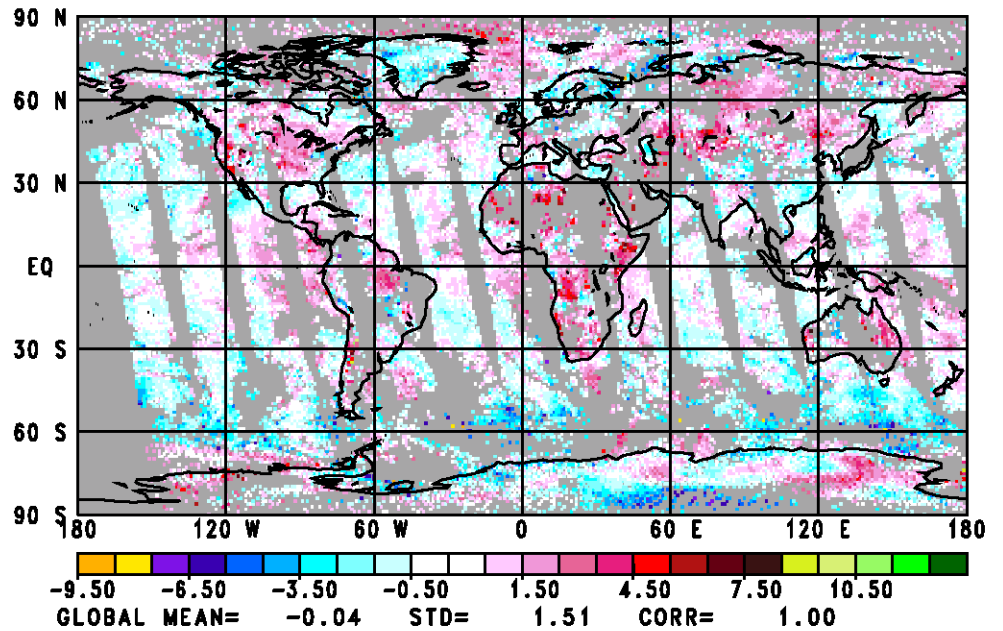 90 N
60 N
30 N
EQ
30 S
60 S
90 S
180 120 W 60 W 0 60 E 120 E 180
-9.50 -6.50 -3.50 -0.50 1.50 4.50 7.50 10.50
GLOBAL MEAN= -0.04 STD= 1.51 CORR= 1.00